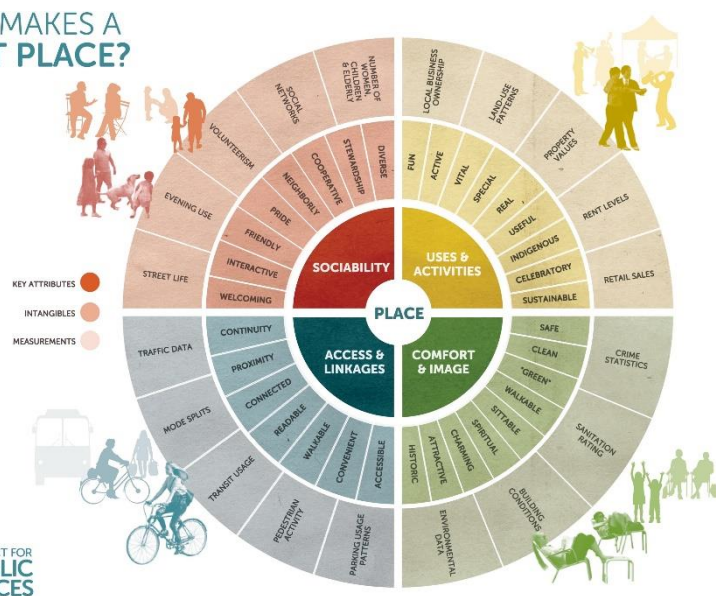 MAKES A
T PLACE?
KEY ATTRIBUTES
INTANGIBLES
MEASUREMENTS
PLACE
SOCIABILITY
WELCOMING
INTERACTIVE
FRIENDLY
PRIDE
NEIGHBORLY
COOPERATIVE
STEWARDSHIP
DIVERSE
STREET LIFE
EVENING USE
VOLUNTEERISM
SOCIAL
NETWORKS
NUMBER OF
WOMEN,
CHILDREN
& ELDERLY
USES &
ACTIVITIES
FUN
ACTIVE
VITAL
SPECIAL
REAL
USEFUL
INDIGENOUS
CELEBRATORY
SUSTAINABLE
LOCAL BUSINESS
OWNERSHIP
LAND-USE
PATTERNS
PROPERTY
VALUES
RENT LEVELS
RETAIL SALES
ACCESS &
LINKAGES
CONTINUITY
PROXIMITY
CONNECTED
READABLE
WALKABLE
CONVENIENT
ACCESSIBLE
TRAFFIC DATA
MODE SPLITS
TRANSIT USAGE
PEDESTRIAN
ACTIVITY
PARKING USAGE
PATTERNS
COMFORT
& IMAGE
SAFE
CLEAN
"GREEN"
WALKABLE
SITTABLE
SPIRITUAL
CHARMING
ATTRACTIVE
HISTORIC
CRIME
STATISTICS
SANITATION
RATING
BUILDING
CONDITIONS
ENVIRONMENTAL
DATA
CT FOR
LIC
CES